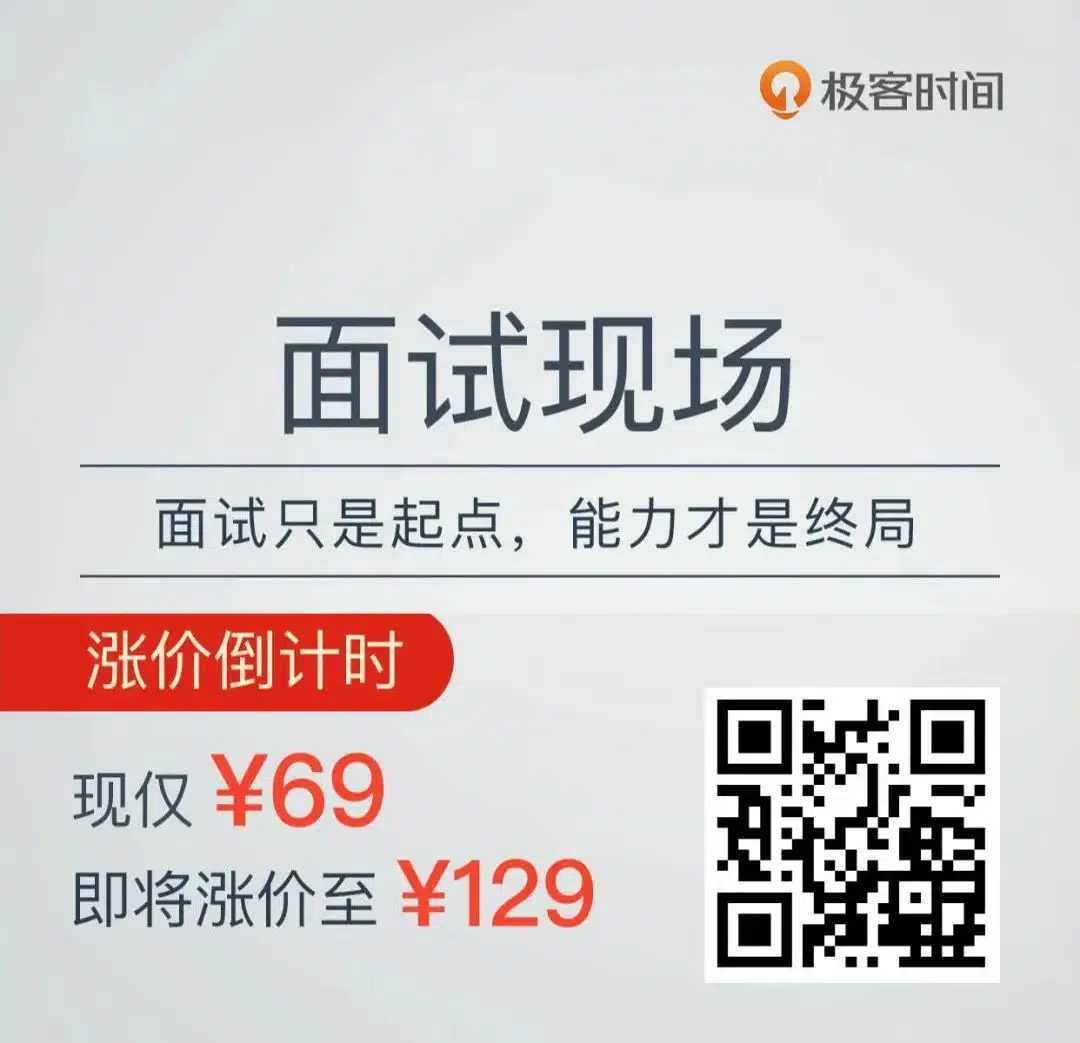 极客时间
面试现场
面试只是起点，能力才是终局
涨价倒计时
现仅 ¥69
即将涨价至 ¥129